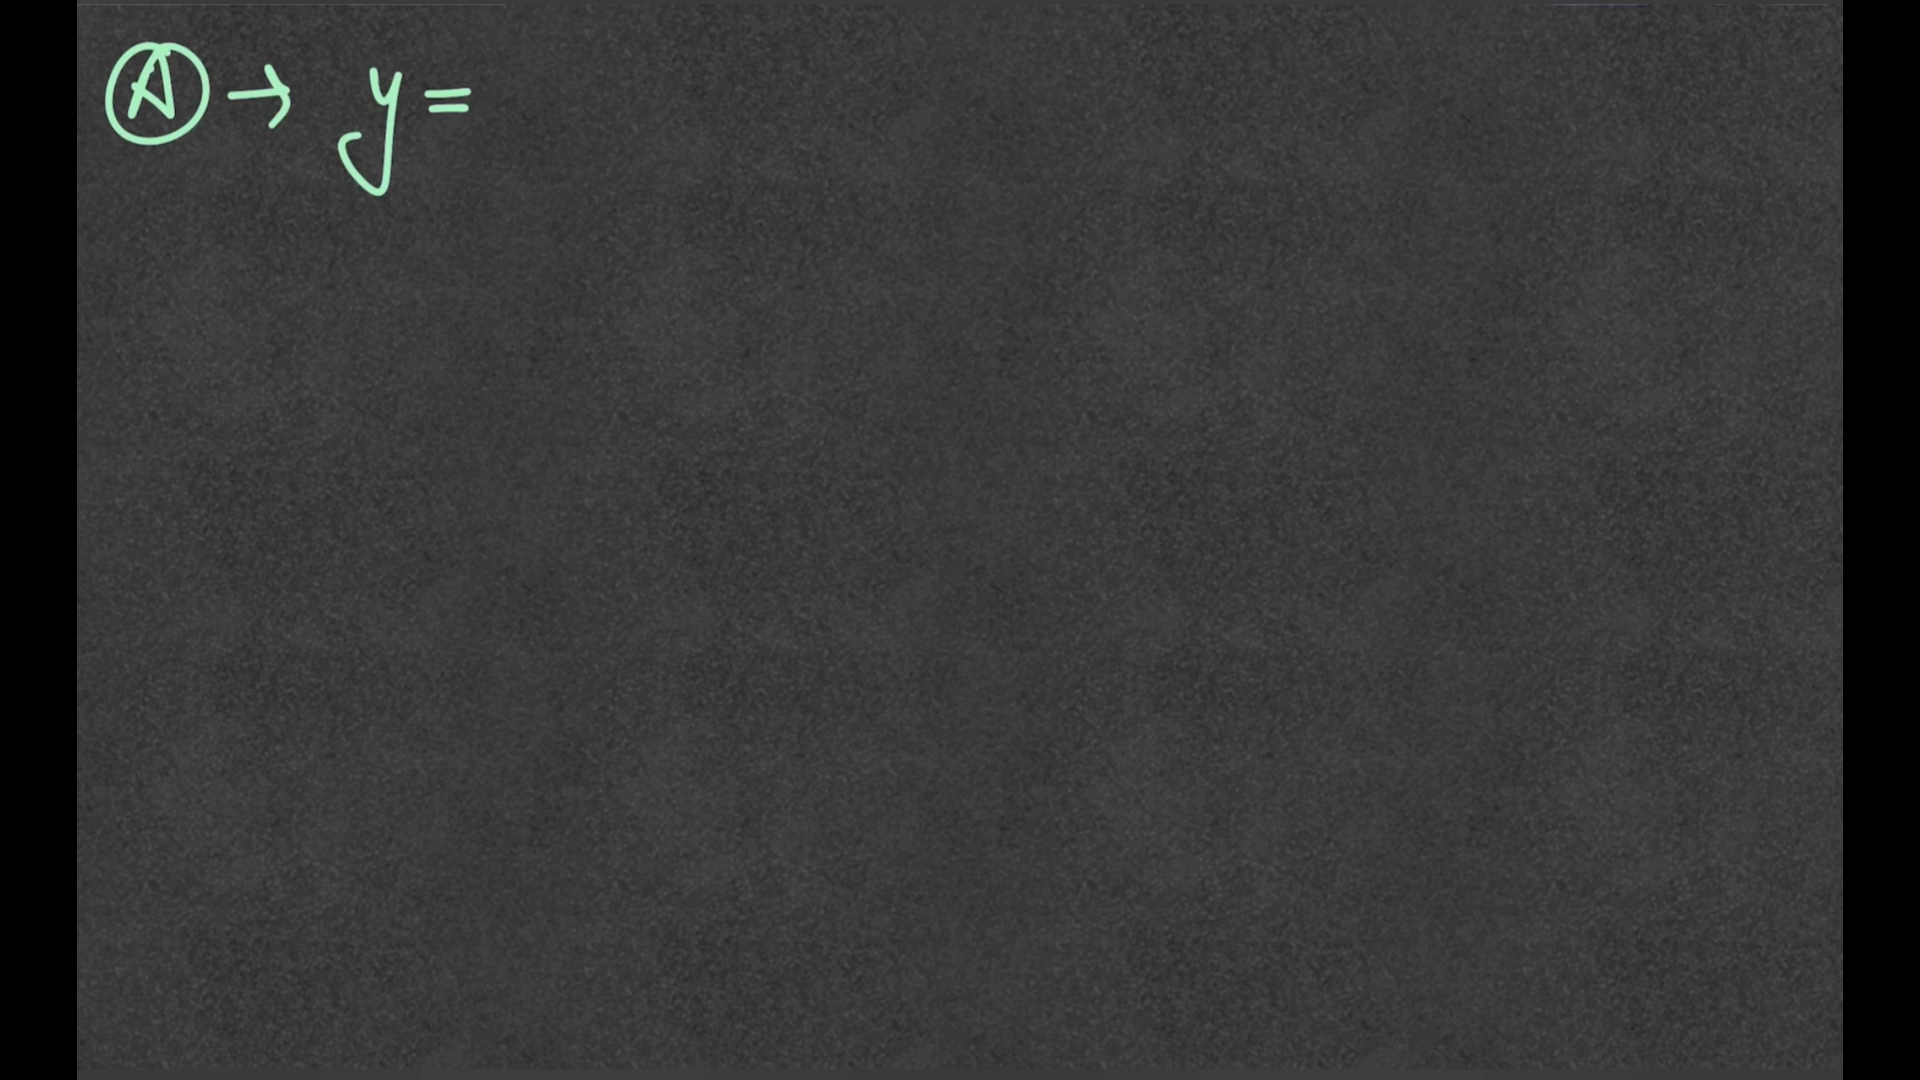 Ⓐ → y =